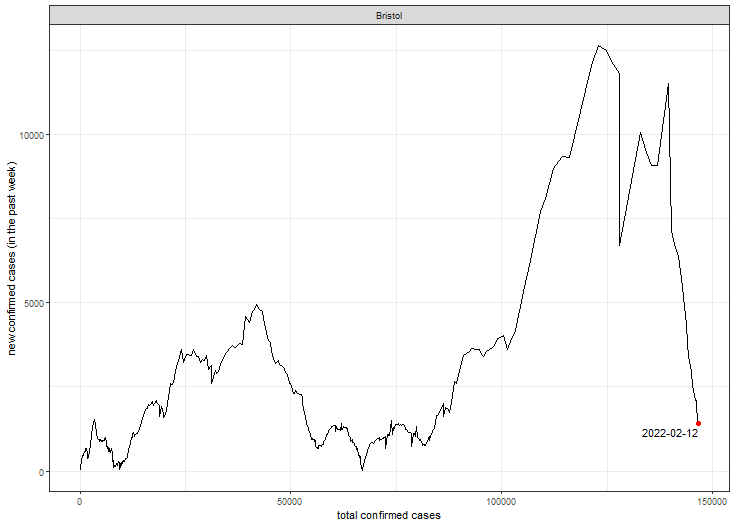 Bristol
new confirmed cases (in the past week)
10000
5000
0
2022-02-12
0
50000
100000
150000
total confirmed cases